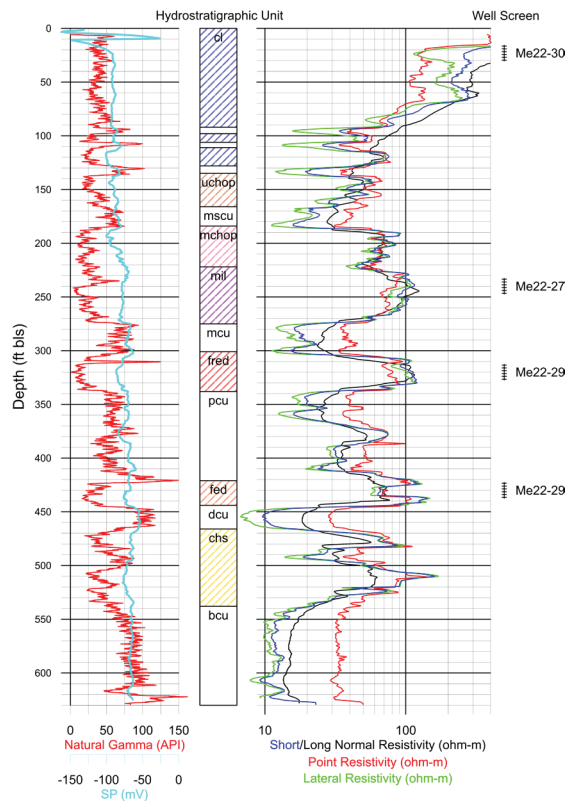 Hydrostratigraphic Unit
Well Screen
0
50
100
150
200
250
300
350
400
450
500
550
600
Depth (ft bls)
cl
uchop
mscu
mchop
mil
mcu
fred
pcu
fed
dcu
chs
bcu
Me22-30
Me22-27
Me22-29
Me22-29
0 50 100 150
Natural Gamma (API)
-150 -100 -50 0
SP (mV)
10 100
Short/Long Normal Resistivity (ohm-m)
Point Resistivity (ohm-m)
Lateral Resistivity (ohm-m)